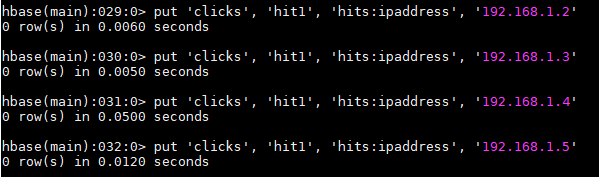 hbase(main):029:0> put 'clicks', 'hit1', 'hits:ipaddress', '192.168.1.2'
0 row(s) in 0.0060 seconds
hbase(main):030:0> put 'clicks', 'hit1', 'hits:ipaddress', '192.168.1.3'
0 row(s) in 0.0050 seconds
hbase(main):031:0> put 'clicks', 'hit1', 'hits:ipaddress', '192.168.1.4'
0 row(s) in 0.0500 seconds
hbase(main):032:0> put 'clicks', 'hit1', 'hits:ipaddress', '192.168.1.5'
0 row(s) in 0.0120 seconds